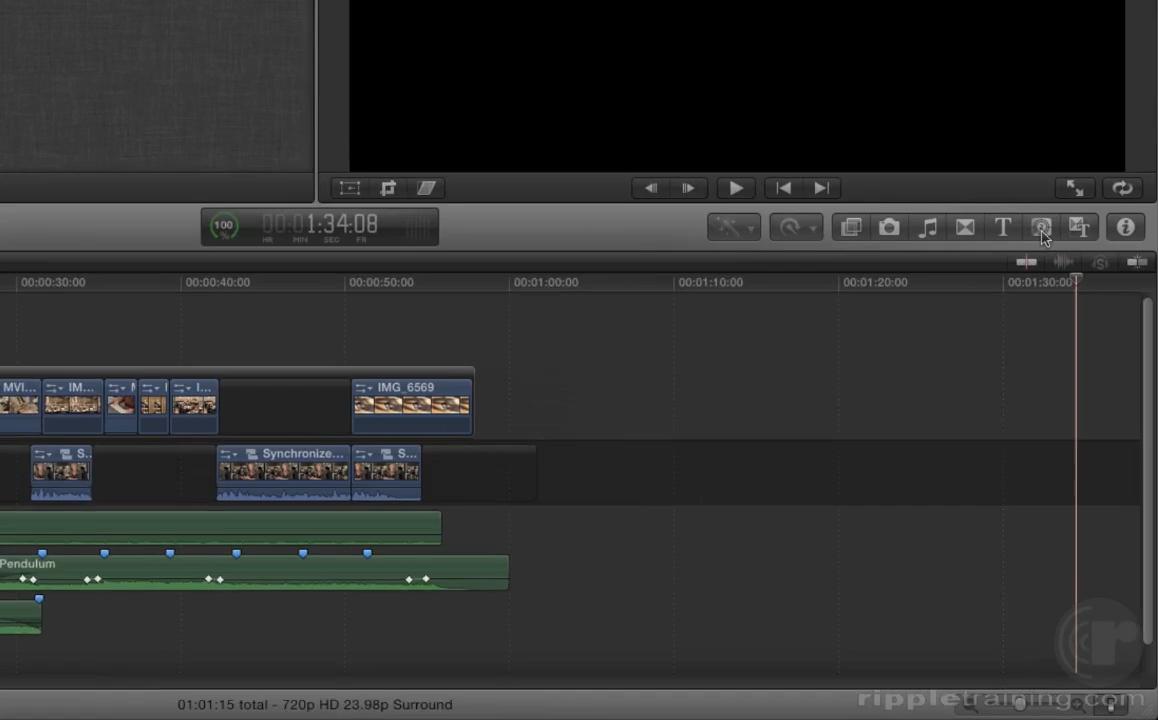 100
%
00:01:34:08
HR MIN SEC FR
T
T
S
00:00:30:00 00:00:40:00 00:00:50:00 00:01:00:00 00:01:10:00 00:01:20:00 00:01:30:00
MVI... IM... I... IMG_6569
S.. Synchronize... S...
Pendulum
01:01:15 total - 720p HD 23.98p Surround
rippletraining.com